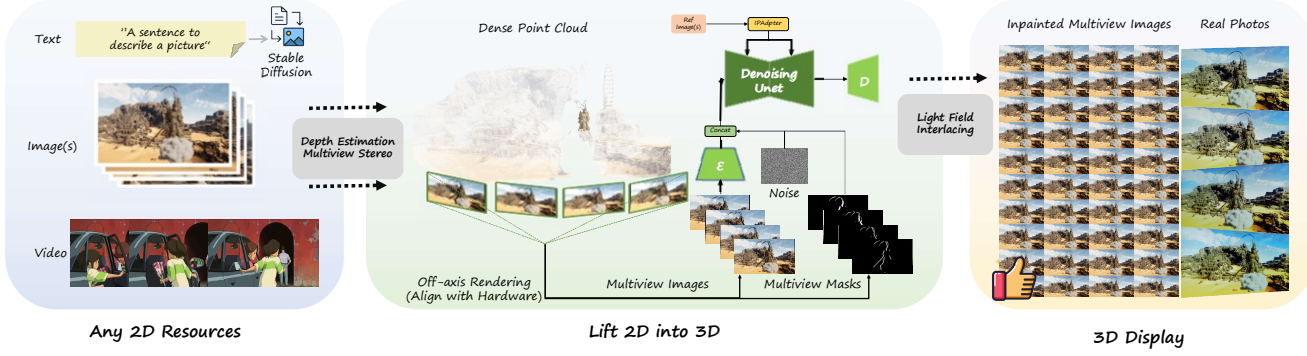 Text
"A sentence to
describe a picture"
Stable
Diffusion
Image(s)
Video
Any 2D Resources
Depth Estimation
Multiview Stereo
Dense Point Cloud
Ref
Image(s)
IPAdpter
Denoising
Unet
D
Concat
ε
Noise
Off-axis Rendering
(Align with Hardware)
Multiview Images
Multiview Masks
Lift 2D into 3D
Light Field
Interlacing
Inpainted Multiview Images
Real Photos
3D Display